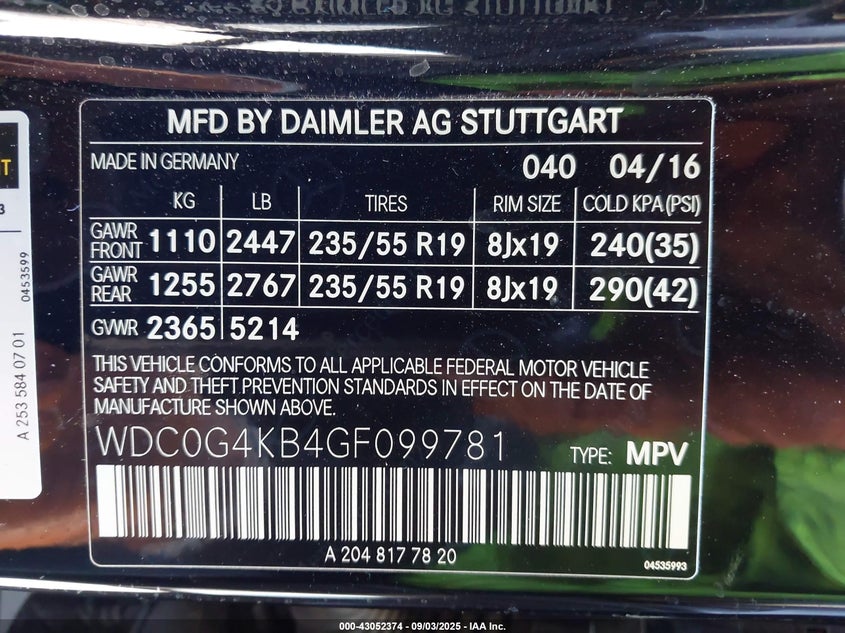 MFD BY DAIMLER AG STUTTGART
MADE IN GERMANY 040 04/16
KG LB TIRES RIM SIZE COLD KPA (PSI)
GAWR FRONT 1110 2447 235/55 R19 8Jx19 240(35)
GAWR REAR 1255 2767 235/55 R19 8Jx19 290(42)
GVWR 2365 5214
THIS VEHICLE CONFORMS TO ALL APPLICABLE FEDERAL MOTOR VEHICLE
SAFETY AND THEFT PREVENTION STANDARDS IN EFFECT ON THE DATE OF
MANUFACTURE SHOWN ABOVE.
WDC0G4KB4GF099781 TYPE: MPV
A 204 817 78 20
04535993
A 253 584 07 01
0453599
000-43052374 - 09/03/2025 - IAA Inc.